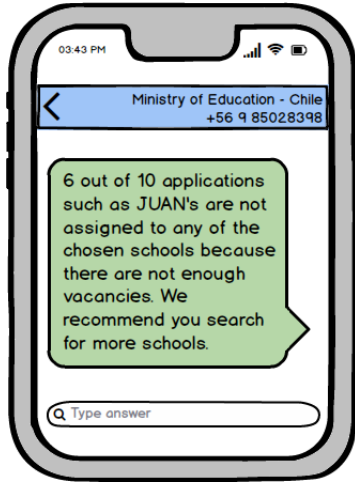 03:43 PM
Ministry of Education - Chile
+56 9 85028398
6 out of 10 applications
such as JUAN's are not
assigned to any of the
chosen schools because
there are not enough
vacancies. We
recommend you search
for more schools.
Type answer